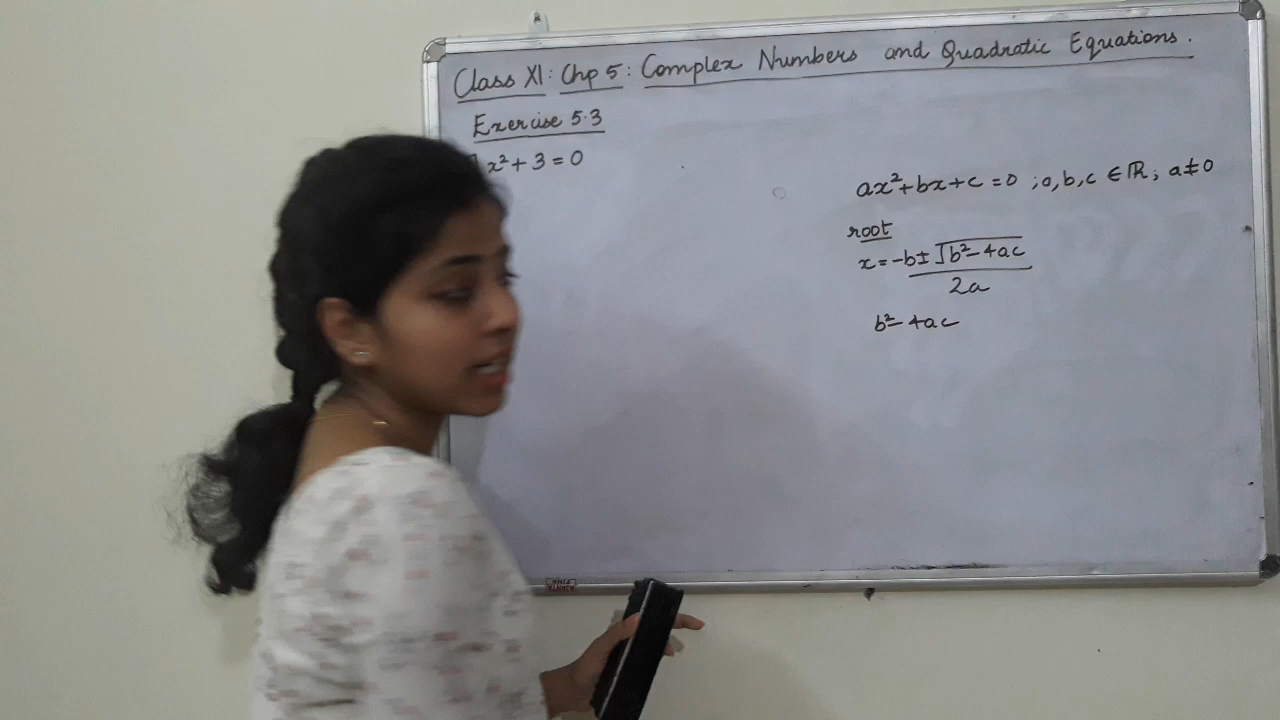 Class XI: Chp 5: Complex Numbers and Quadratic Equations.
Exercise 5.3
x²+3=0
ax²+bx+c=0 ; a, b, c ∈ ℝ ; a≠0
root
x = -b ± √b²-4ac
2a
b²-4ac